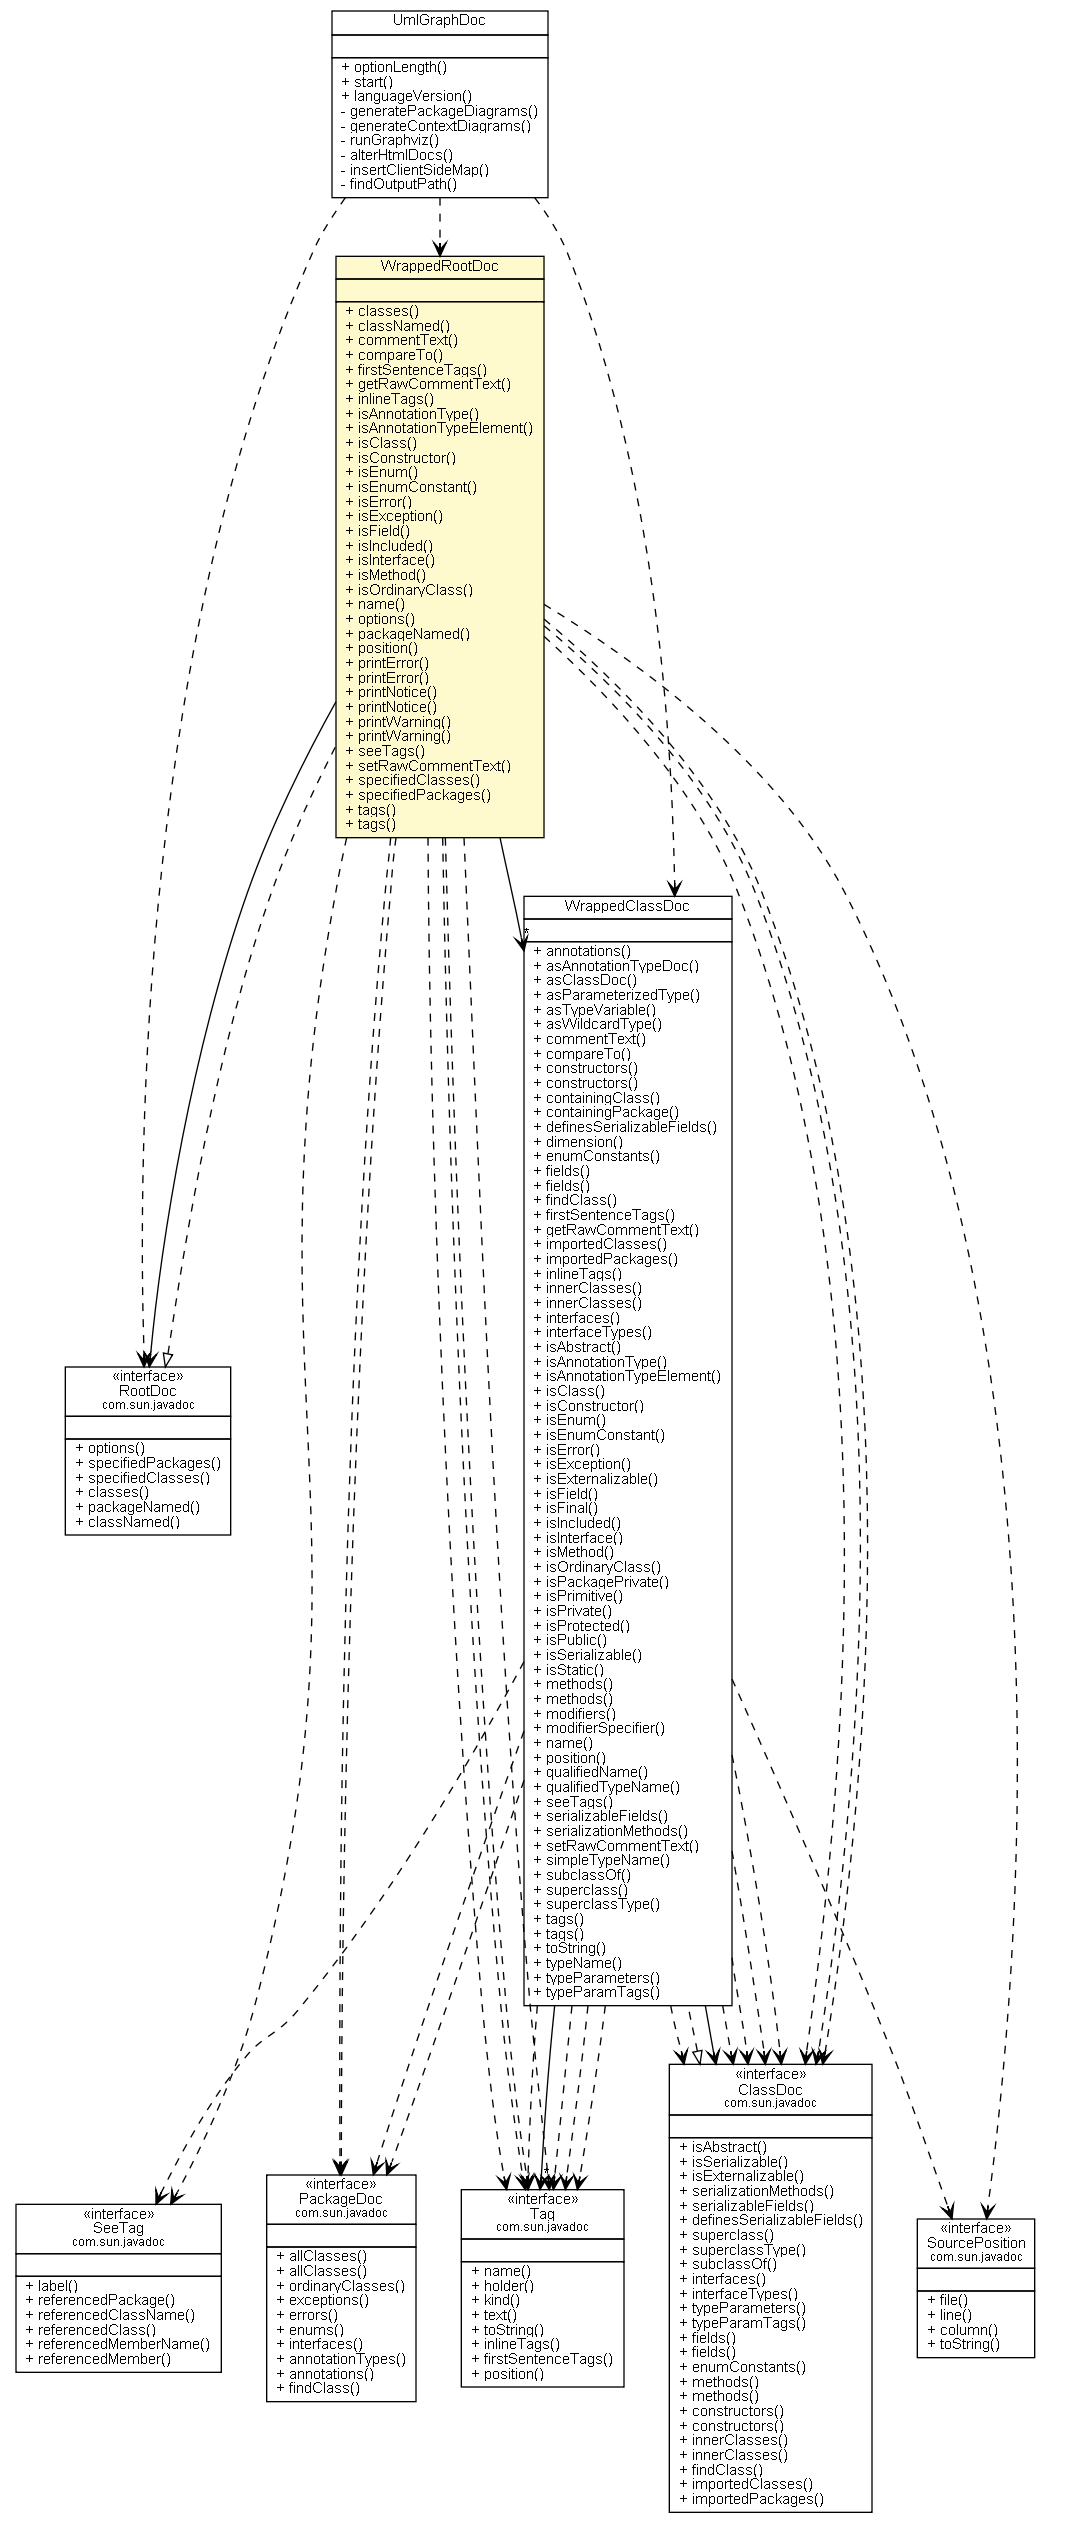 UmlGraphDoc
+ optionLength()
+ start()
+ languageVersion()
- generatePackageDiagrams()
- generateContextDiagrams()
- runGraphviz()
- alterHtmlDocs()
- insertClientSideMap()
- findOutputPath()
WrappedRootDoc
+ classes()
+ classNamed()
+ commentText()
+ compareTo()
+ firstSentenceTags()
+ getRawCommentText()
+ inlineTags()
+ isAnnotationType()
+ isAnnotationTypeElement()
+ isClass()
+ isConstructor()
+ isEnum()
+ isEnumConstant()
+ isError()
+ isException()
+ isField()
+ isIncluded()
+ isInterface()
+ isMethod()
+ isOrdinaryClass()
+ name()
+ options()
+ packageNamed()
+ position()
+ printError()
+ printError()
+ printNotice()
+ printNotice()
+ printWarning()
+ printWarning()
+ seeTags()
+ setRawCommentText()
+ specifiedClasses()
+ specifiedPackages()
+ tags()
+ tags()
WrappedClassDoc
*
+ annotations()
+ asAnnotationTypeDoc()
+ asClassDoc()
+ asParameterizedType()
+ asTypeVariable()
+ asWildcardType()
+ commentText()
+ compareTo()
+ constructors()
+ constructors()
+ containingClass()
+ containingPackage()
+ definesSerializableFields()
+ dimension()
+ enumConstants()
+ fields()
+ fields()
+ findClass()
+ firstSentenceTags()
+ getRawCommentText()
+ importedClasses()
+ importedPackages()
+ inlineTags()
+ innerClasses()
+ innerClasses()
+ interfaces()
+ interfaceTypes()
+ isAbstract()
+ isAnnotationType()
+ isAnnotationTypeElement()
+ isClass()
+ isConstructor()
+ isEnum()
+ isEnumConstant()
+ isError()
+ isException()
+ isExternalizable()
+ isField()
+ isFinal()
+ isIncluded()
+ isInterface()
+ isMethod()
+ isOrdinaryClass()
+ isPackagePrivate()
+ isPrimitive()
+ isPrivate()
+ isProtected()
+ isPublic()
+ isSerializable()
+ isStatic()
+ methods()
+ methods()
+ modifiers()
+ modifierSpecifier()
+ name()
+ position()
+ qualifiedName()
+ qualifiedTypeName()
+ seeTags()
+ serializableFields()
+ serializationMethods()
+ setRawCommentText()
+ simpleTypeName()
+ subclassOf()
+ superclass()
+ superclassType()
+ tags()
+ tags()
+ toString()
+ typeName()
+ typeParameters()
+ typeParamTags()
«interface»
RootDoc
com.sun.javadoc
+ options()
+ specifiedPackages()
+ specifiedClasses()
+ classes()
+ packageNamed()
+ classNamed()
«interface»
SeeTag
com.sun.javadoc
+ label()
+ referencedPackage()
+ referencedClassName()
+ referencedClass()
+ referencedMemberName()
+ referencedMember()
«interface»
PackageDoc
com.sun.javadoc
+ allClasses()
+ allClasses()
+ ordinaryClasses()
+ exceptions()
+ errors()
+ enums()
+ interfaces()
+ annotationTypes()
+ annotations()
+ findClass()
*
«interface»
Tag
com.sun.javadoc
+ name()
+ holder()
+ kind()
+ text()
+ toString()
+ inlineTags()
+ firstSentenceTags()
+ position()
«interface»
ClassDoc
com.sun.javadoc
+ isAbstract()
+ isSerializable()
+ isExternalizable()
+ serializationMethods()
+ serializableFields()
+ definesSerializableFields()
+ superclass()
+ superclassType()
+ subclassOf()
+ interfaces()
+ interfaceTypes()
+ typeParameters()
+ typeParamTags()
+ fields()
+ fields()
+ enumConstants()
+ methods()
+ methods()
+ constructors()
+ constructors()
+ innerClasses()
+ innerClasses()
+ findClass()
+ importedClasses()
+ importedPackages()
«interface»
SourcePosition
com.sun.javadoc
+ file()
+ line()
+ column()
+ toString()